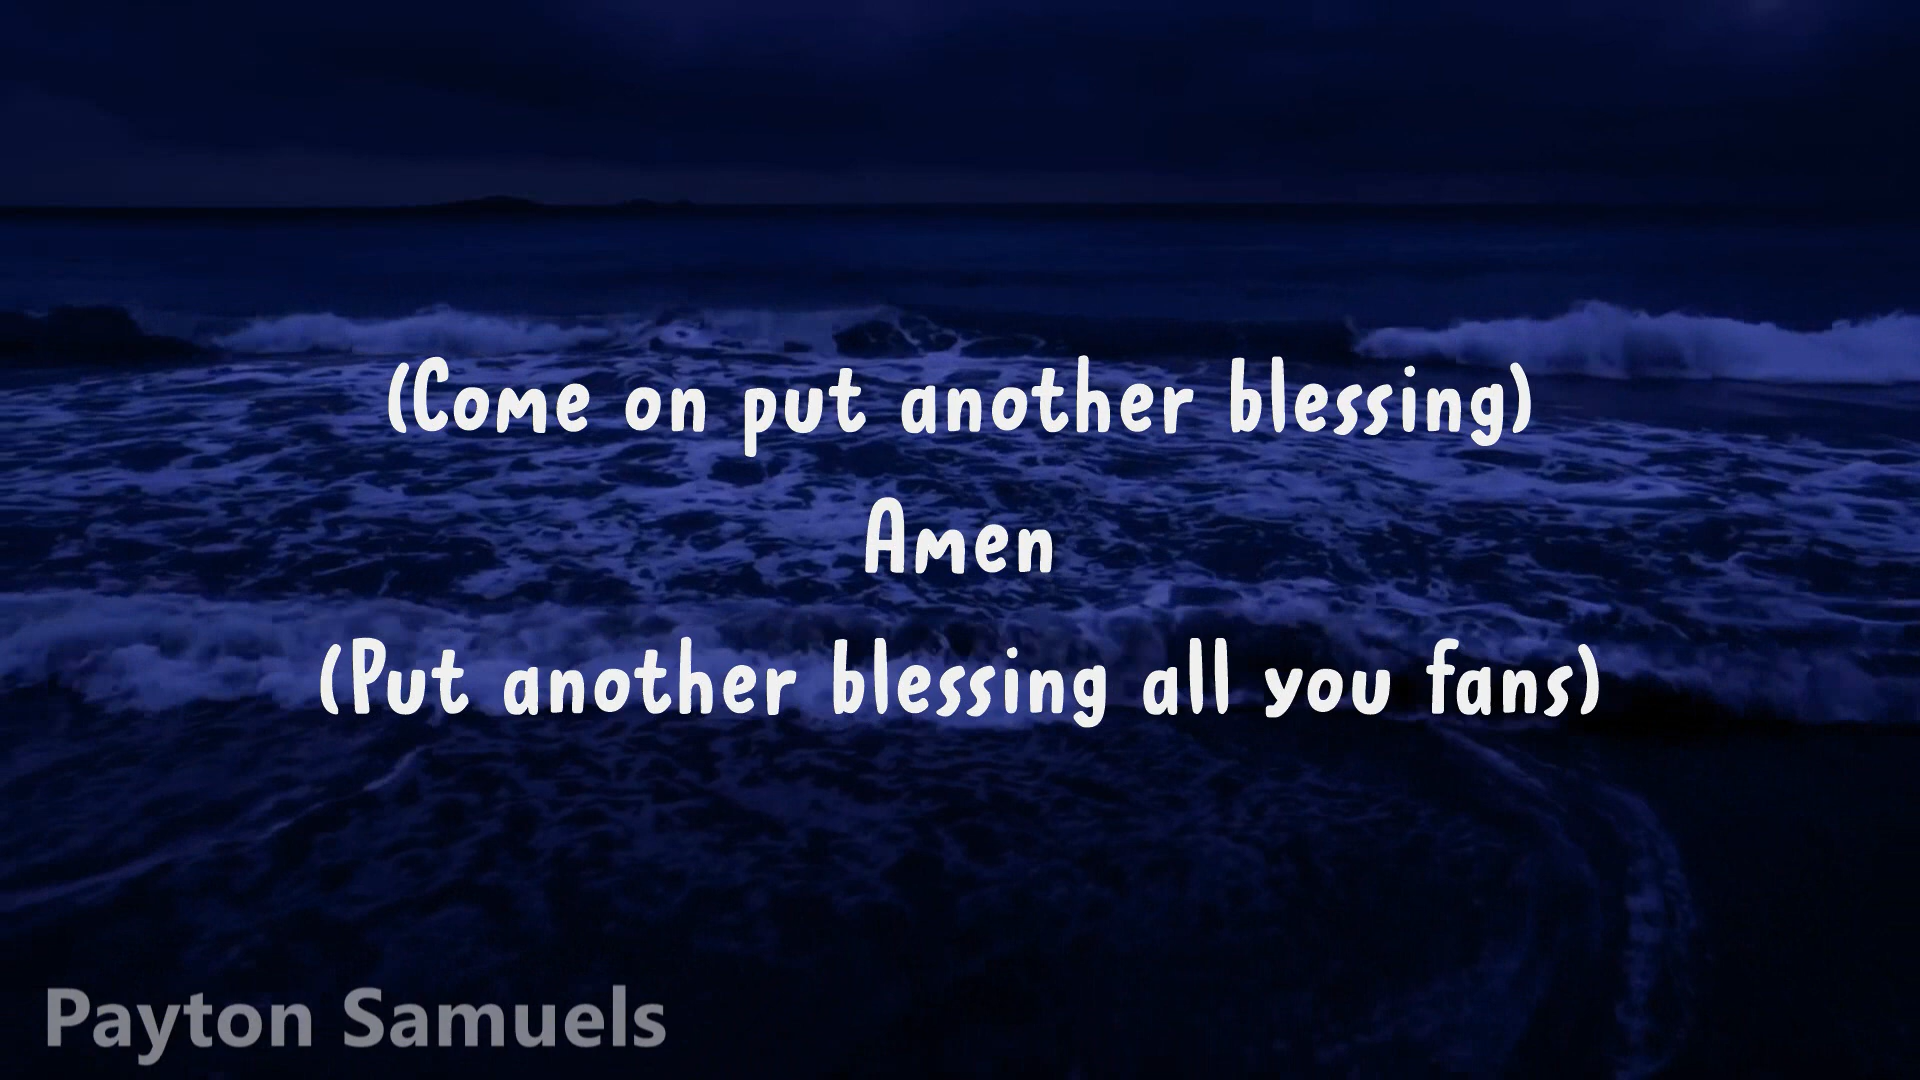 (Come on put another blessing)
Amen
(Put another blessing all you fans)
Payton Samuels